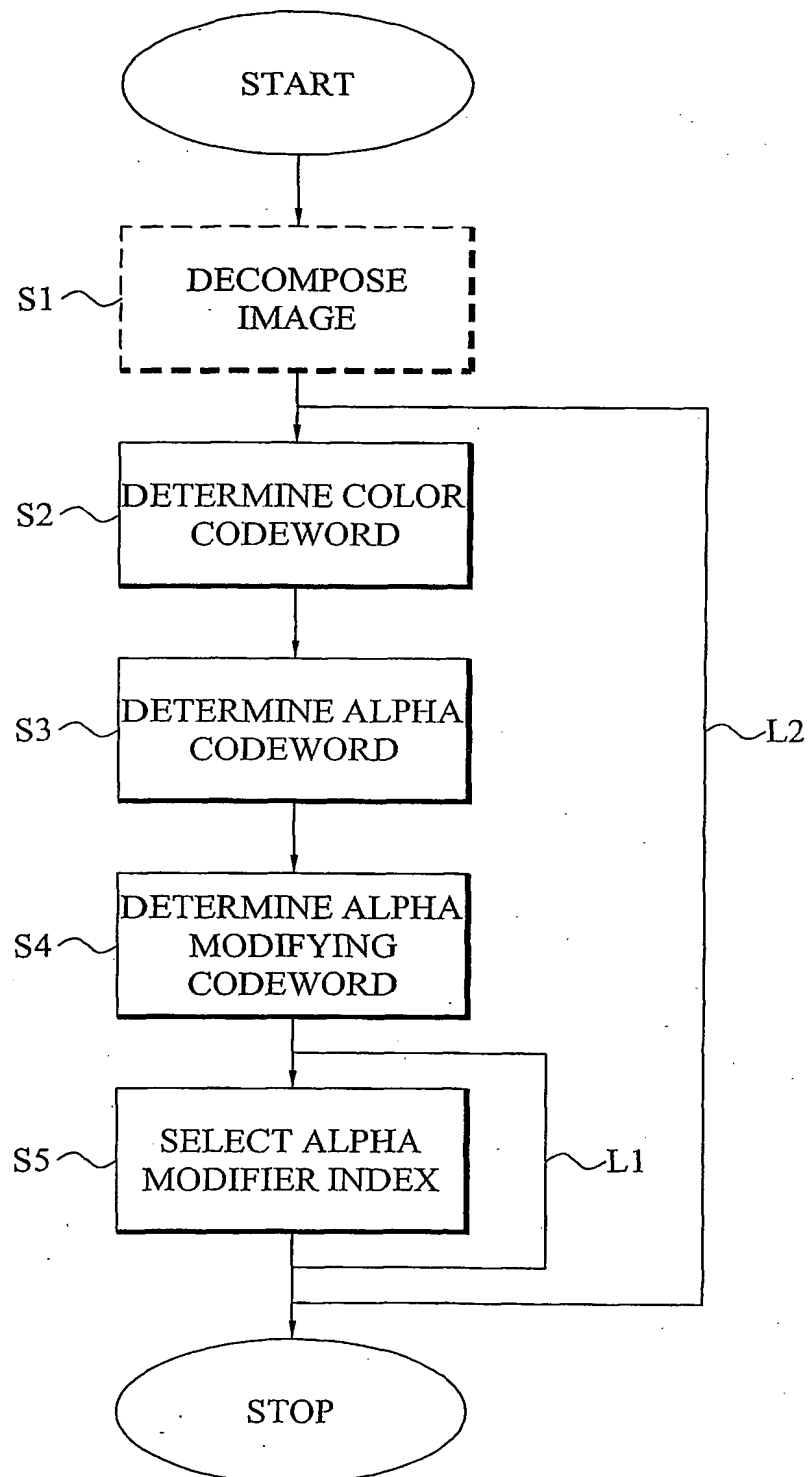 START
S1
DECOMPOSE
IMAGE
S2
DETERMINE COLOR
CODEWORD
S3
DETERMINE ALPHA
CODEWORD
L2
S4
DETERMINE ALPHA
MODIFYING
CODEWORD
S5
SELECT ALPHA
MODIFIER INDEX
L1
STOP